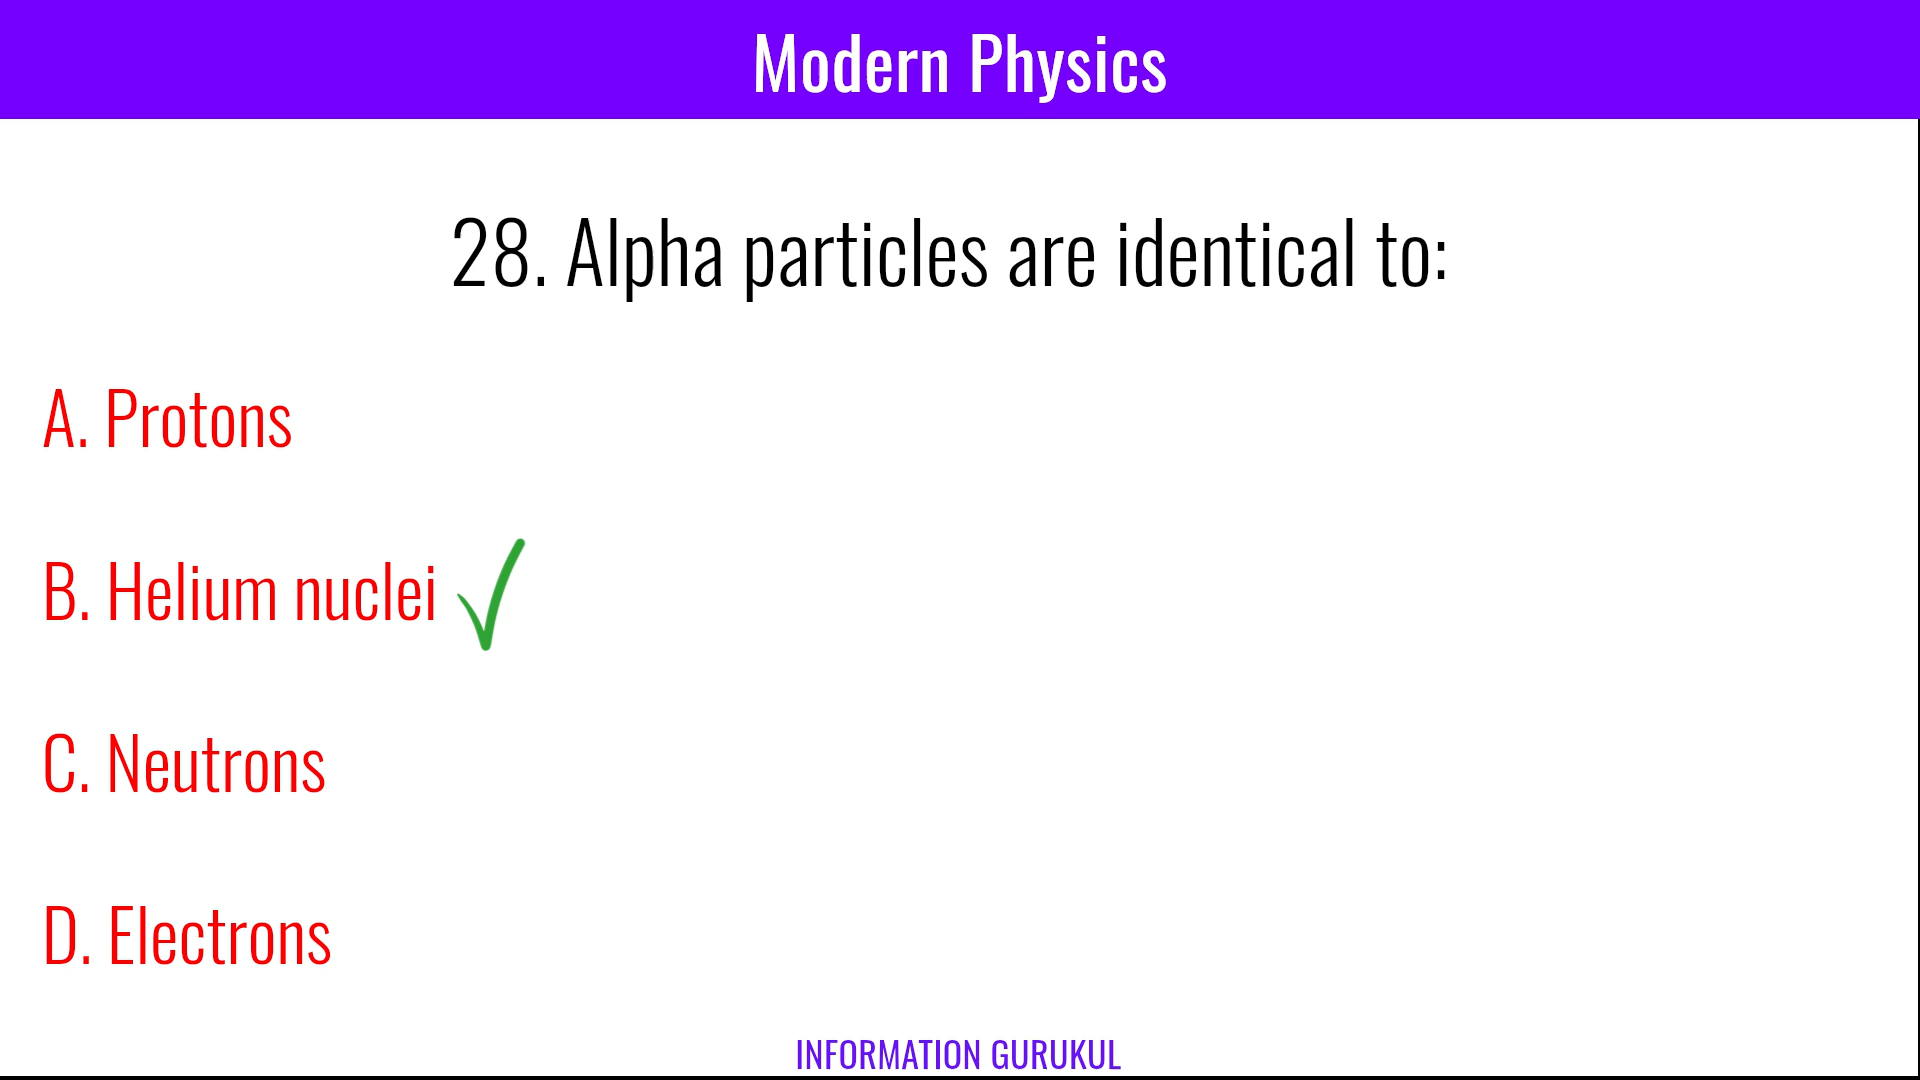 Modern Physics
28. Alpha particles are identical to:
A. Protons
B. Helium nuclei
C. Neutrons
D. Electrons
INFORMATION GURUKUL